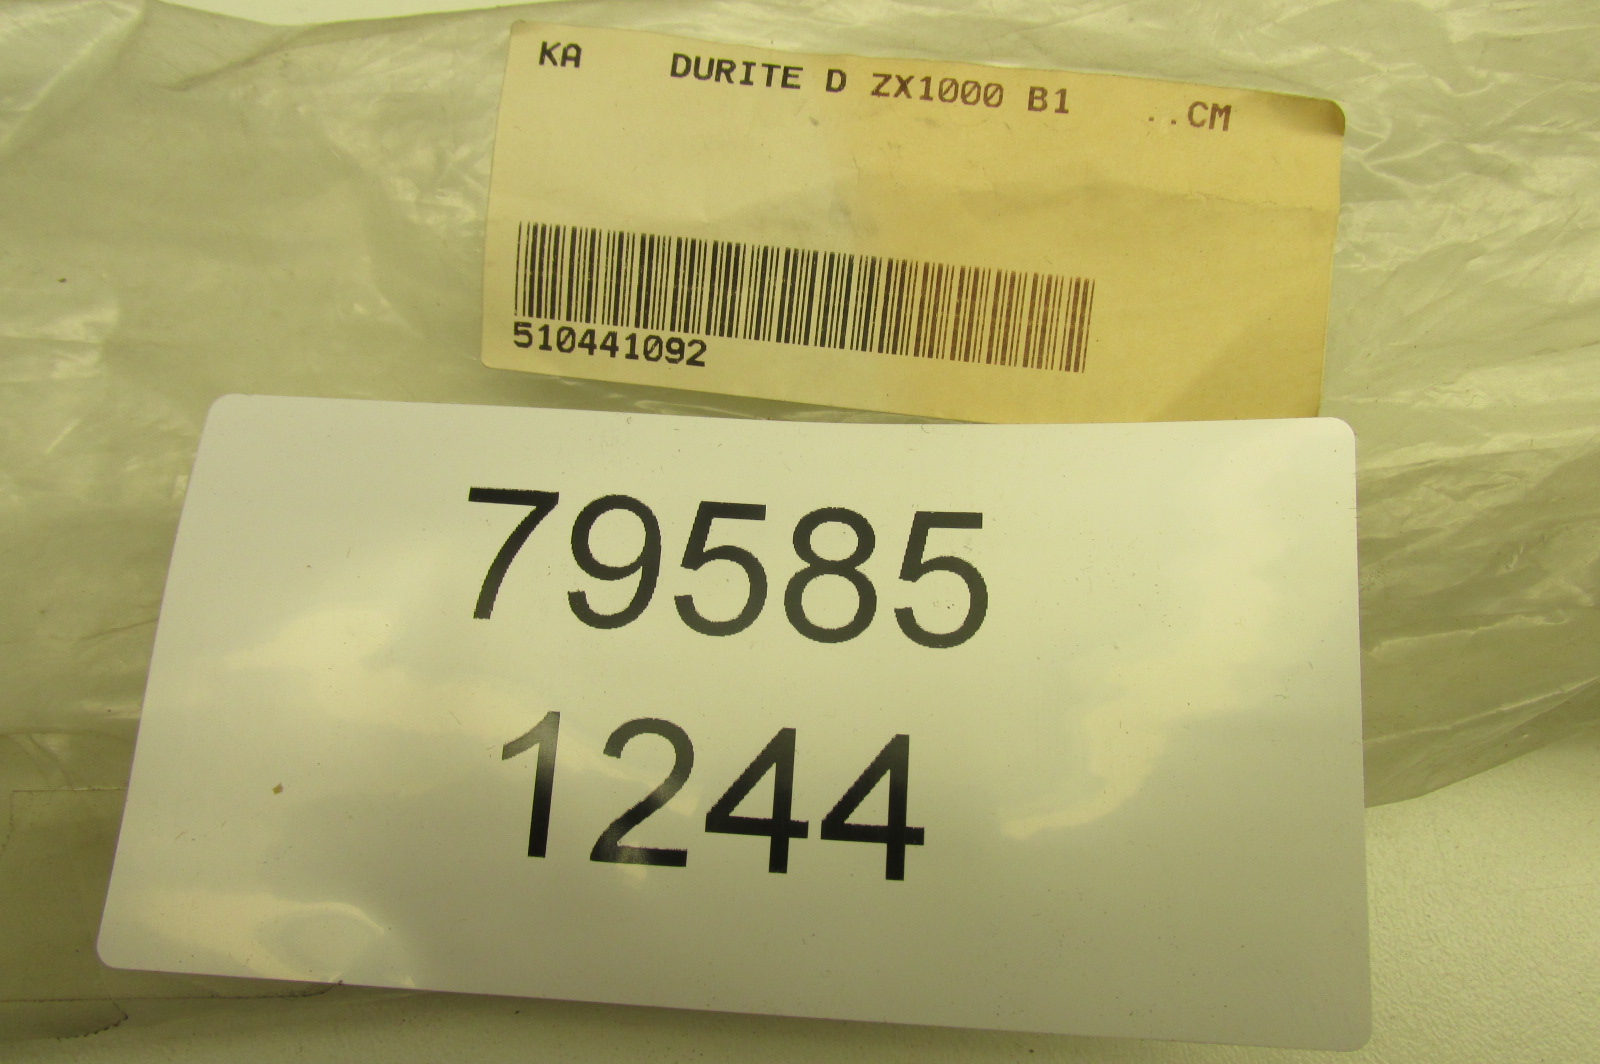 KA DURITE D ZX1000 B1 ..CM
510441092
79585
1244